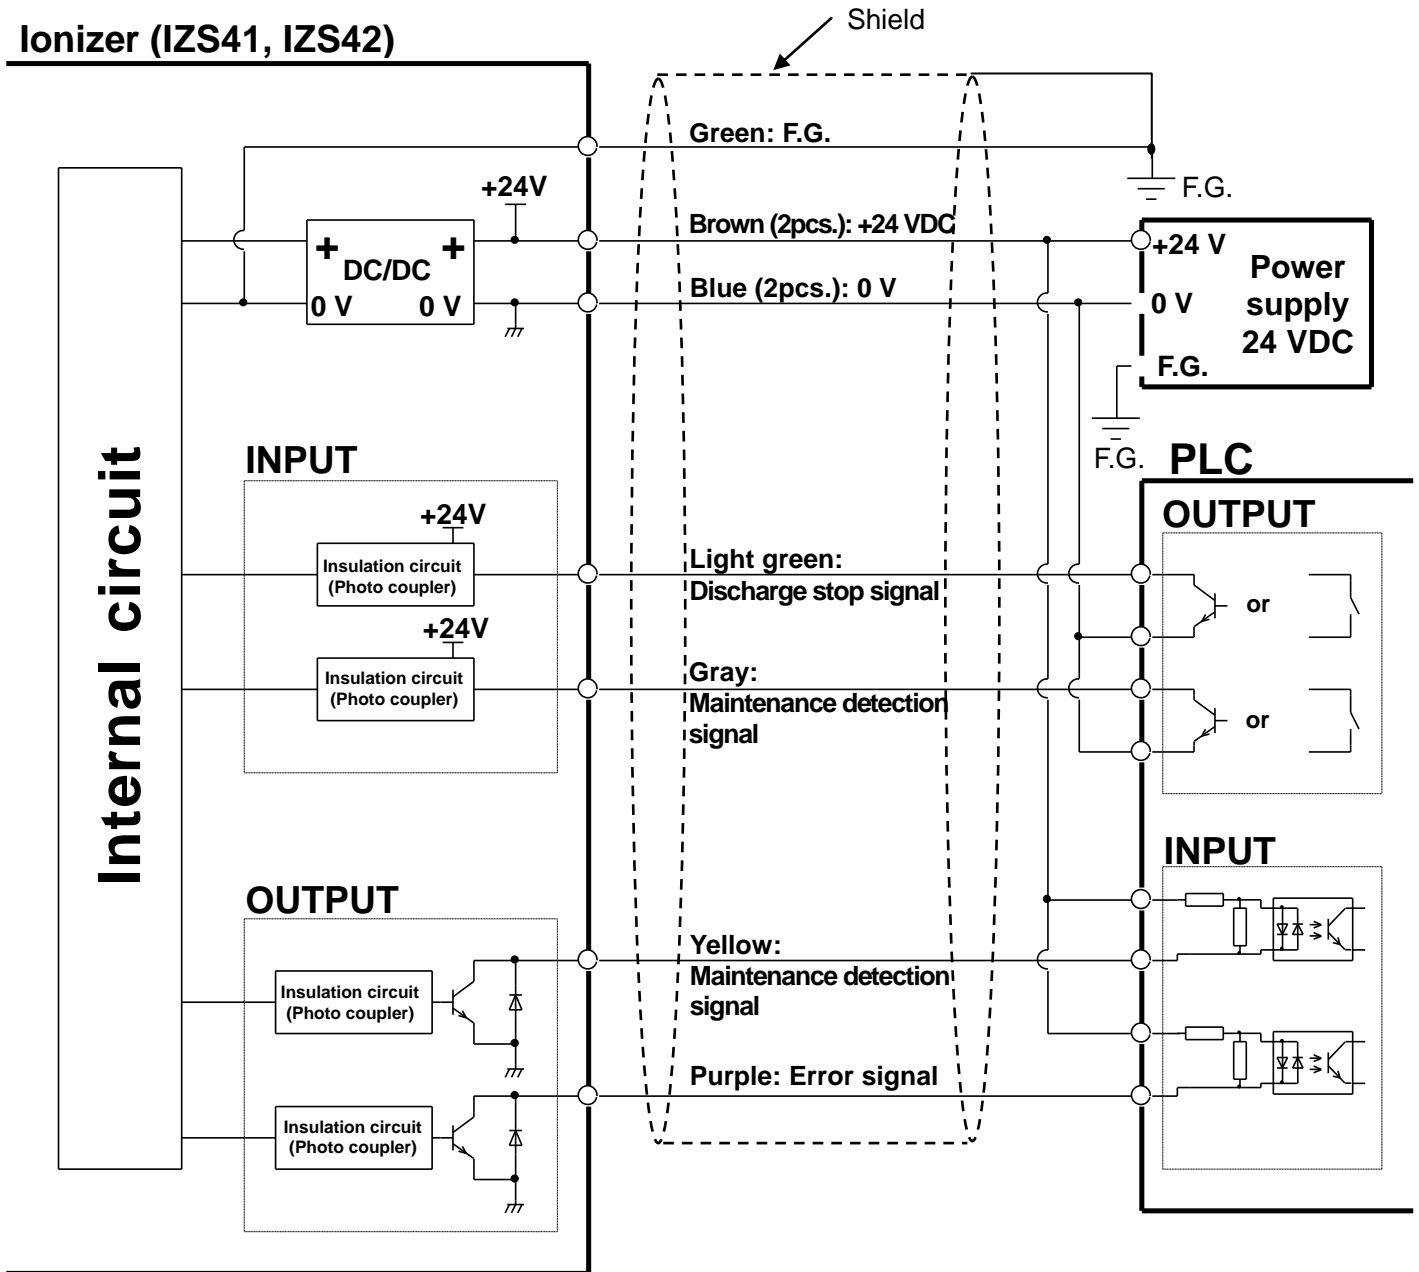 Shield
Ionizer (IZS41, IZS42)
Green: F.G.
F.G.
+24V
Brown (2pcs.): +24 VDC
+ +
DC/DC
0 V 0 V
Blue (2pcs.): 0 V
+24 V
0 V
F.G.
Power
supply
24 VDC
F.G.
Internal circuit
INPUT
+24V
Insulation circuit
(Photo coupler)
+24V
Insulation circuit
(Photo coupler)
Light green:
Discharge stop signal
Gray:
Maintenance detection
signal
PLC
OUTPUT
or
or
INPUT
OUTPUT
Insulation circuit
(Photo coupler)
Insulation circuit
(Photo coupler)
Yellow:
Maintenance detection
signal
Purple: Error signal